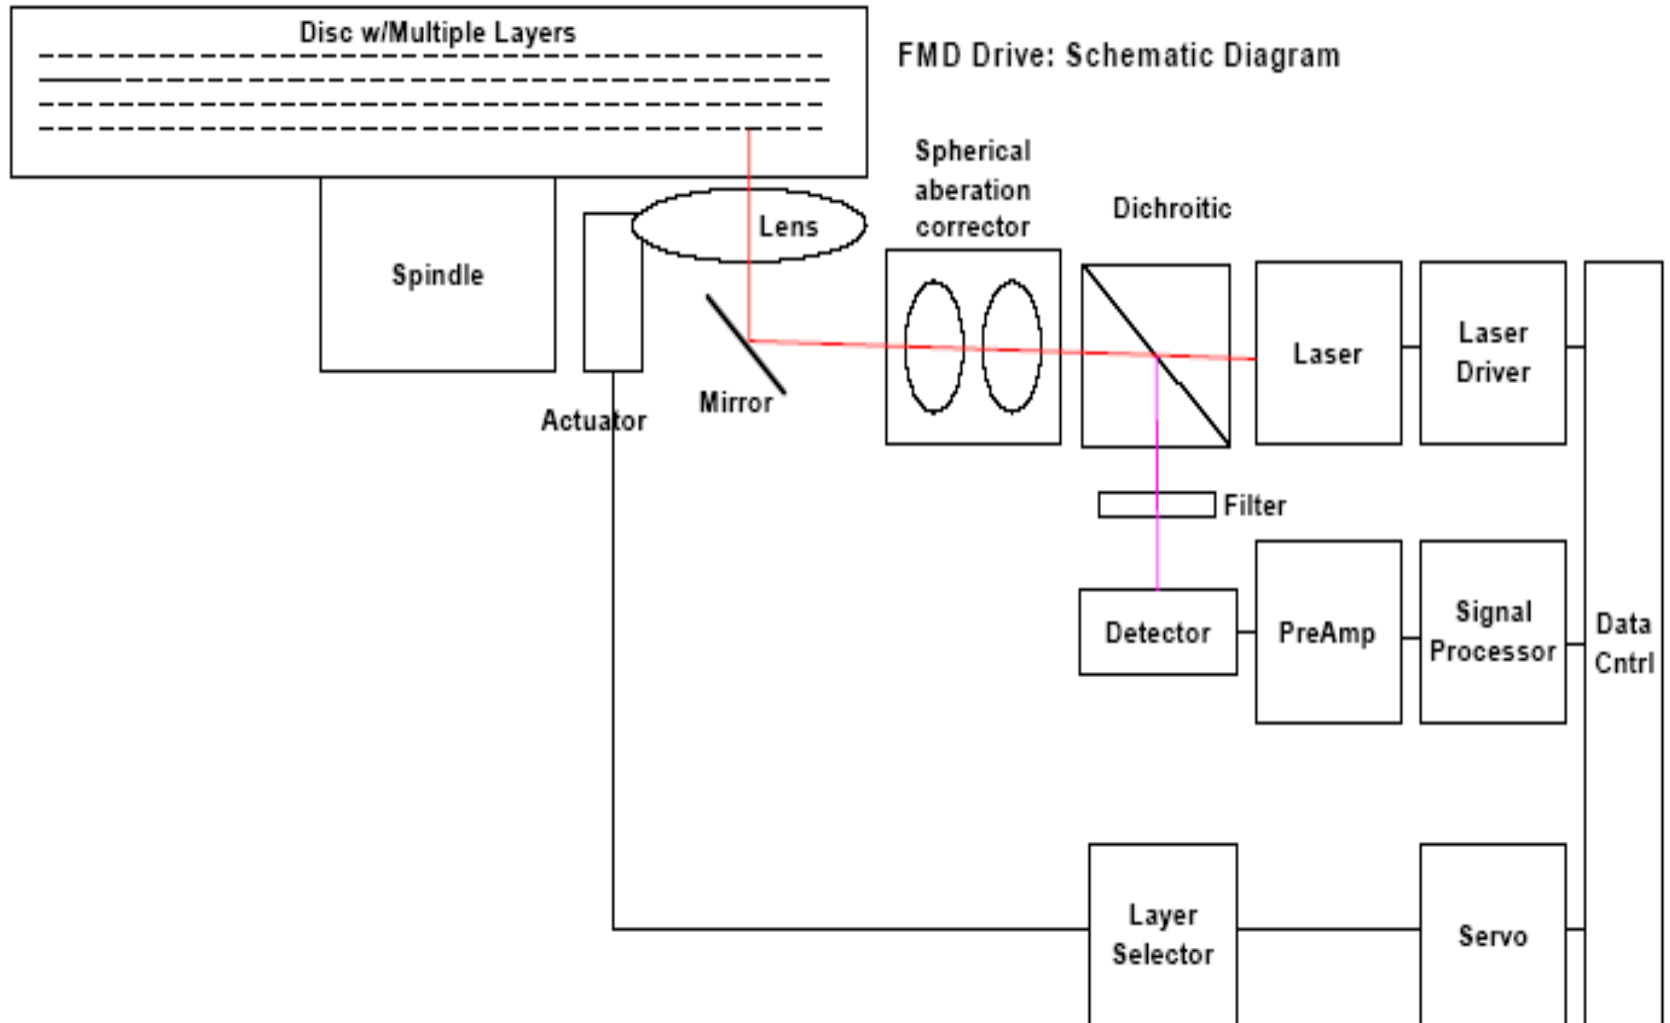 Disc w/Multiple Layers
FMD Drive: Schematic Diagram
Spherical
aberation
corrector
Dichroitic
Lens
Spindle
Laser
Laser
Driver
Mirror
Actuator
Filter
Detector
PreAmp
Signal
Processor
Data
Cntrl
Layer
Selector
Servo